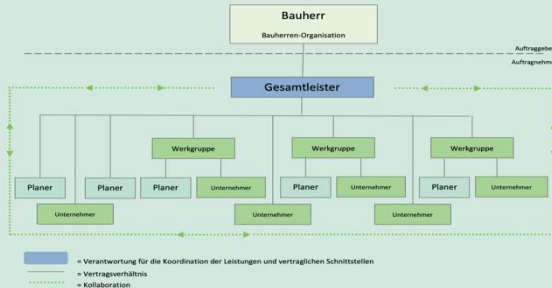 Bauherr
Bauherren-Organisation
Auftraggebe
Auftragnehme
Gesamtleister
Werkgruppe Werkgruppe Werkgruppe
Planer Planer Planer Unternehmer Planer Unternehmer Planer Unternehmer
Unternehmer Unternehmer Unternehmer
= Verantwortung für die Koordination der Leistungen und vertraglichen Schnittstellen
= Vertragsverhältnis
= Kollaboration